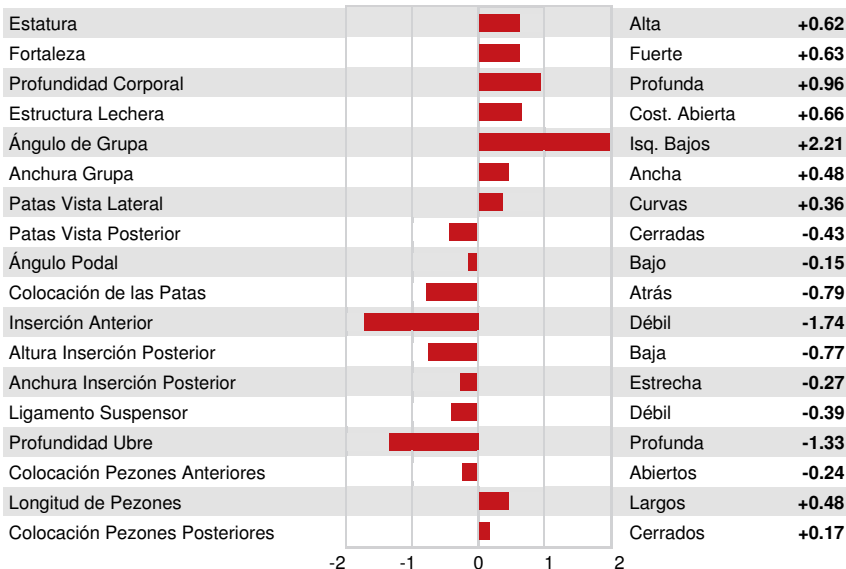 Estatura Alta +0.62
Fortaleza Fuerte +0.63
Profundidad Corporal Profunda +0.96
Estructura Lechera Cost. Abierta +0.66
Ángulo de Grupa Isq. Bajos +2.21
Anchura Grupa Ancha +0.48
Patas Vista Lateral Curvas +0.36
Patas Vista Posterior Cerradas -0.43
Ángulo Podal Bajo -0.15
Colocación de las Patas Atrás -0.79
Inserción Anterior Débil -1.74
Altura Inserción Posterior Baja -0.77
Anchura Inserción Posterior Estrecha -0.27
Ligamento Suspensor Débil -0.39
Profundidad Ubre Profunda -1.33
Colocación Pezones Anteriores Abiertos -0.24
Longitud de Pezones Largos +0.48
Colocación Pezones Posteriores Cerrados +0.17
-2 -1 0 1 2